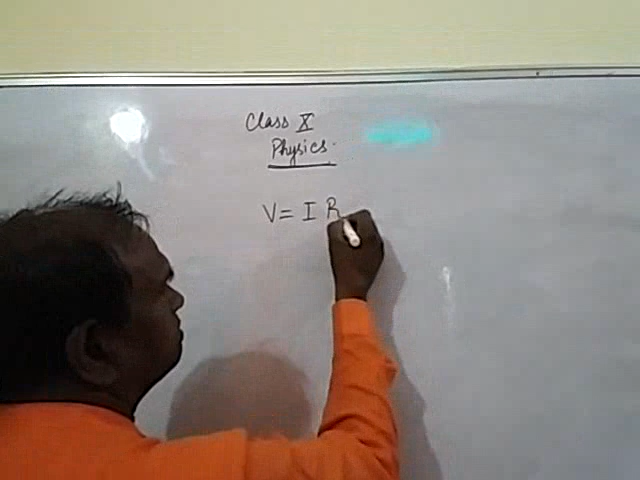 Class X
Physics.
V = I R